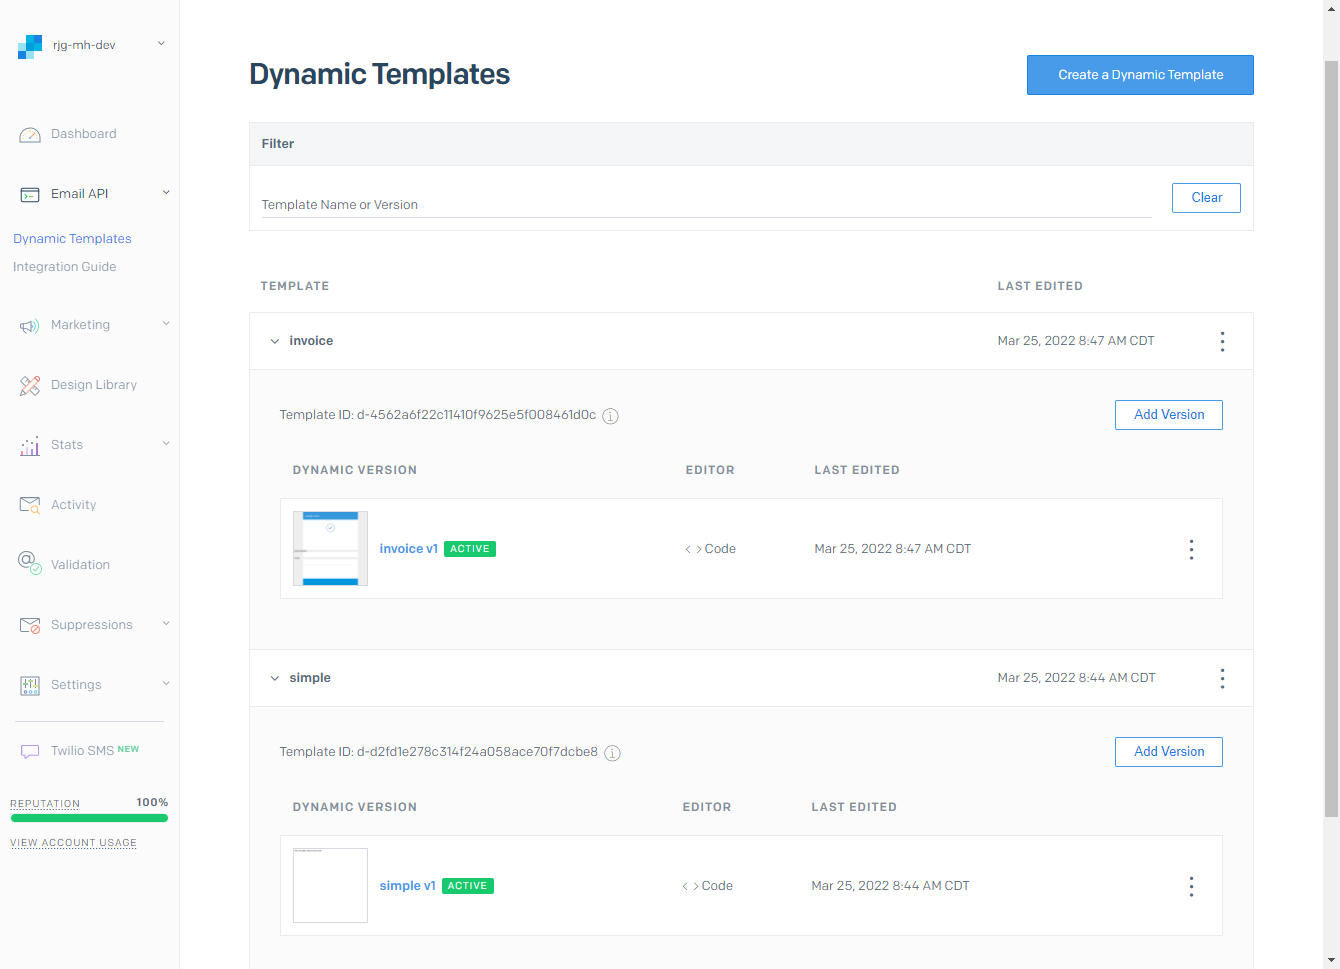 rjg-mh-dev
Dashboard
Email API
Dynamic Templates
Integration Guide
Marketing
Design Library
Stats
Activity
Validation
Suppressions
Settings
Twilio SMS NEW
REPUTATION 100%
VIEW ACCOUNT USAGE
Dynamic Templates
Create a Dynamic Template
Filter
Template Name or Version
Clear
TEMPLATE LAST EDITED
invoice Mar 25, 2022 8:47 AM CDT
Template ID: d-4562a6f22c11410f9625e5f008461d0c
Add Version
DYNAMIC VERSION EDITOR LAST EDITED
invoice v1 ACTIVE < > Code Mar 25, 2022 8:47 AM CDT
simple Mar 25, 2022 8:44 AM CDT
Template ID: d-d2fd1e278c314f24a058ace70f7dcbe8
Add Version
DYNAMIC VERSION EDITOR LAST EDITED
simple v1 ACTIVE < > Code Mar 25, 2022 8:44 AM CDT